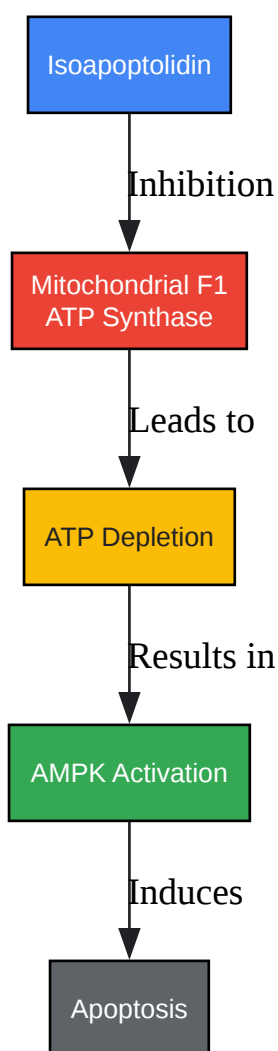 Isoapoptolidin
Inhibition
Mitochondrial F1
ATP Synthase
Leads to
ATP Depletion
Results in
AMPK Activation
Induces
Apoptosis